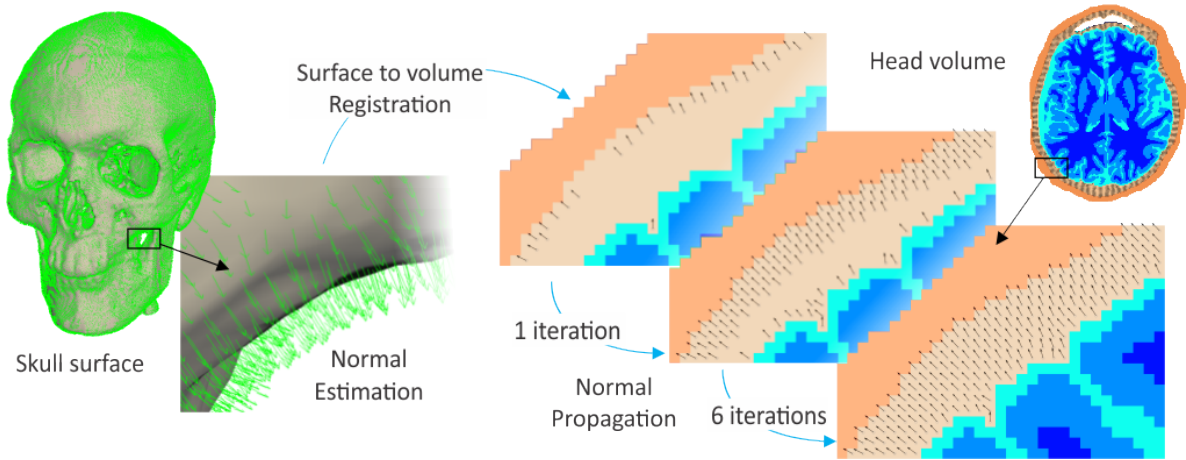 Skull surface
Normal
Estimation
Surface to volume
Registration
1 iteration
Normal
Propagation
6 iterations
Head volume